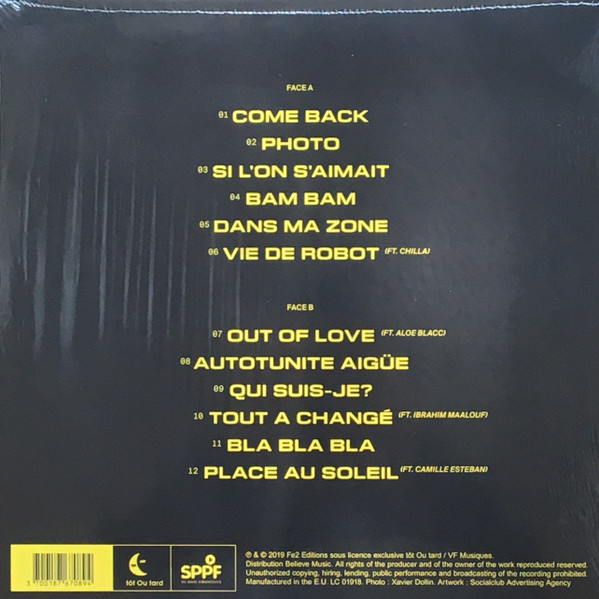 FACE A
01 COME BACK
02 PHOTO
03 SI L'ON S'AIMAIT
04 BAM BAM
05 DANS MA ZONE
06 VIE DE ROBOT (FT. CHILLA)
FACE B
07 OUT OF LOVE (FT. ALOE BLACC)
08 AUTOTUNITE AIGÜE
09 QUI SUIS-JE?
10 TOUT A CHANGÉ (FT. IBRAHIM MAALOUF)
11 BLA BLA BLA
12 PLACE AU SOLEIL (FT. CAMILLE ESTEBAN)
3 700187 670894
tôt Ou tard
SPPF
℗ & © 2019 Fe2 Editions sous licence exclusive tôt Ou tard / VF Musiques.
Distribution Believe Music. All rights of the producer and of the owner of the work reproduced reserved.
Unauthorized copying, hiring, lending, public performance and broadcasting of the recording prohibited.
Manufactured in the E.U. LC 01918. Photo : Xavier Dollin. Artwork : Socialclub Advertising Agency